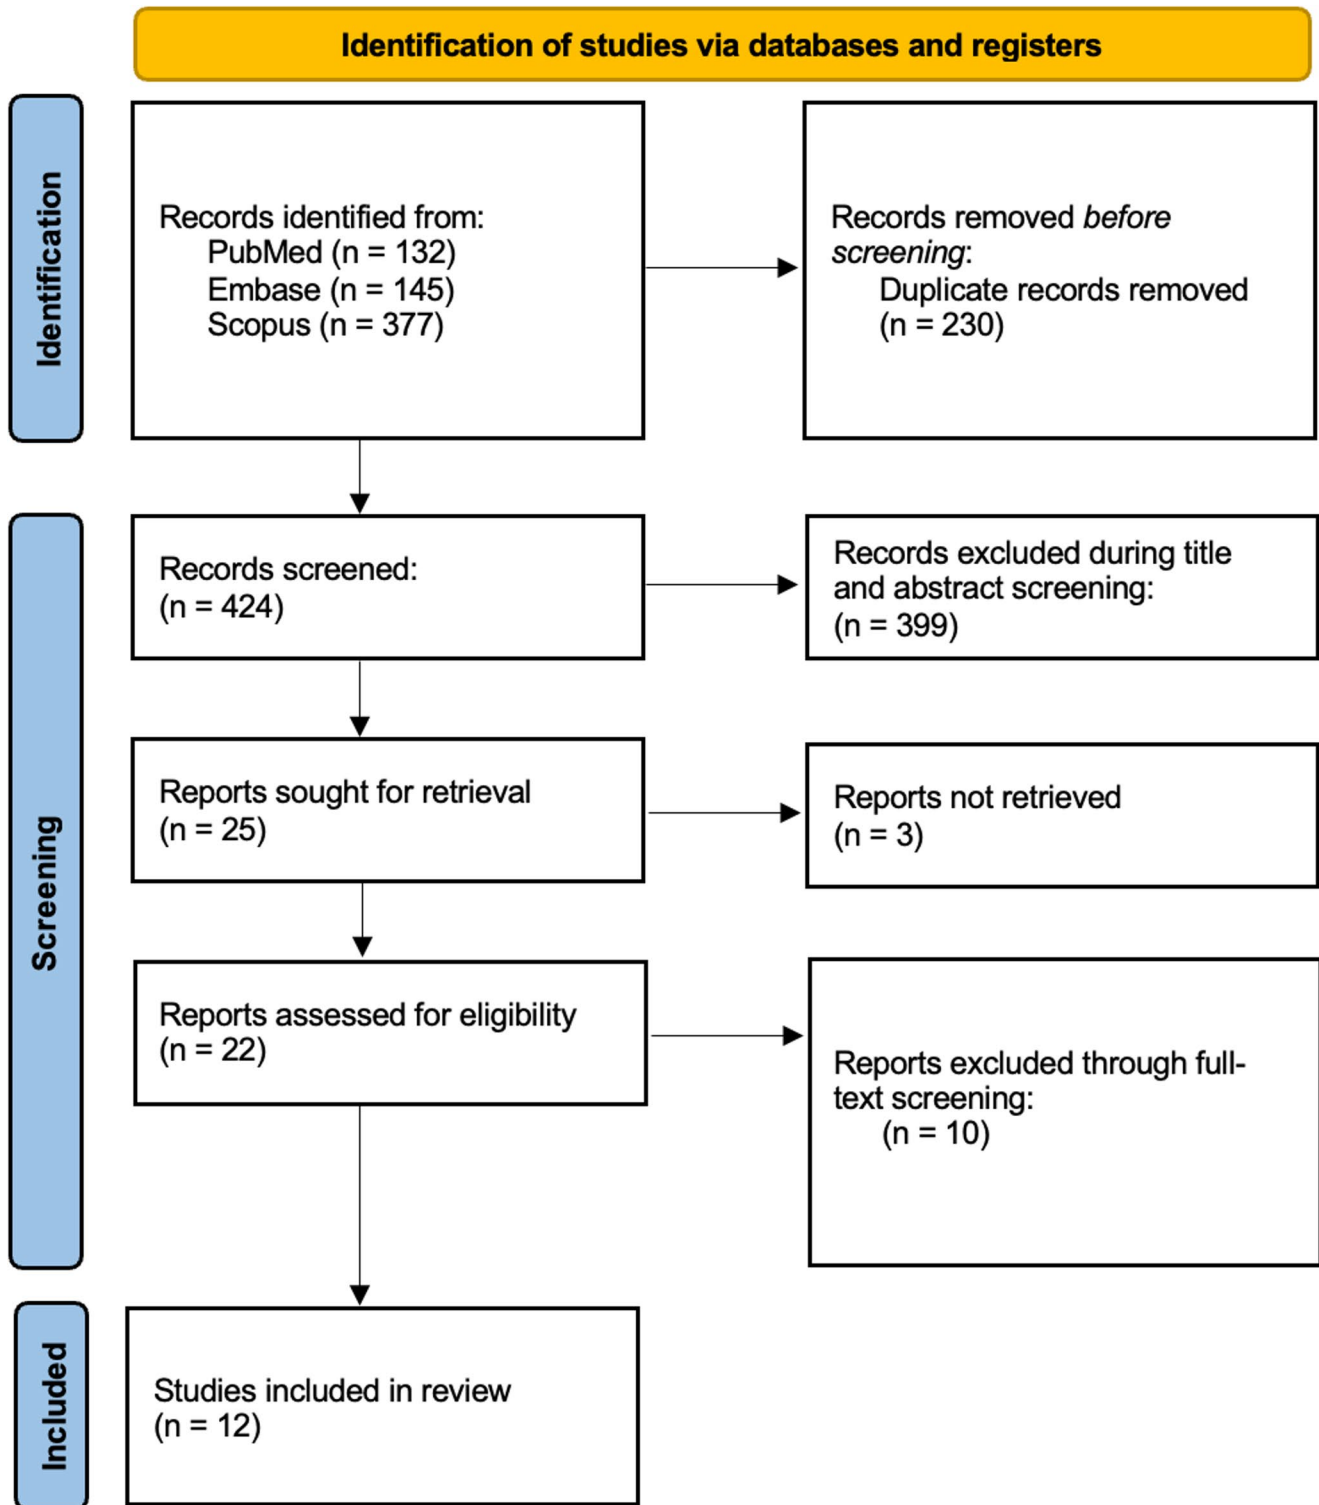 Identification of studies via databases and registers
Identification
Records identified from:
PubMed (n = 132)
Embase (n = 145)
Scopus (n = 377)
Records removed before
screening:
Duplicate records removed
(n = 230)
Screening
Records screened:
(n = 424)
Records excluded during title
and abstract screening:
(n = 399)
Reports sought for retrieval
(n = 25)
Reports not retrieved
(n = 3)
Reports assessed for eligibility
(n = 22)
Reports excluded through full-
text screening:
(n = 10)
Included
Studies included in review
(n = 12)